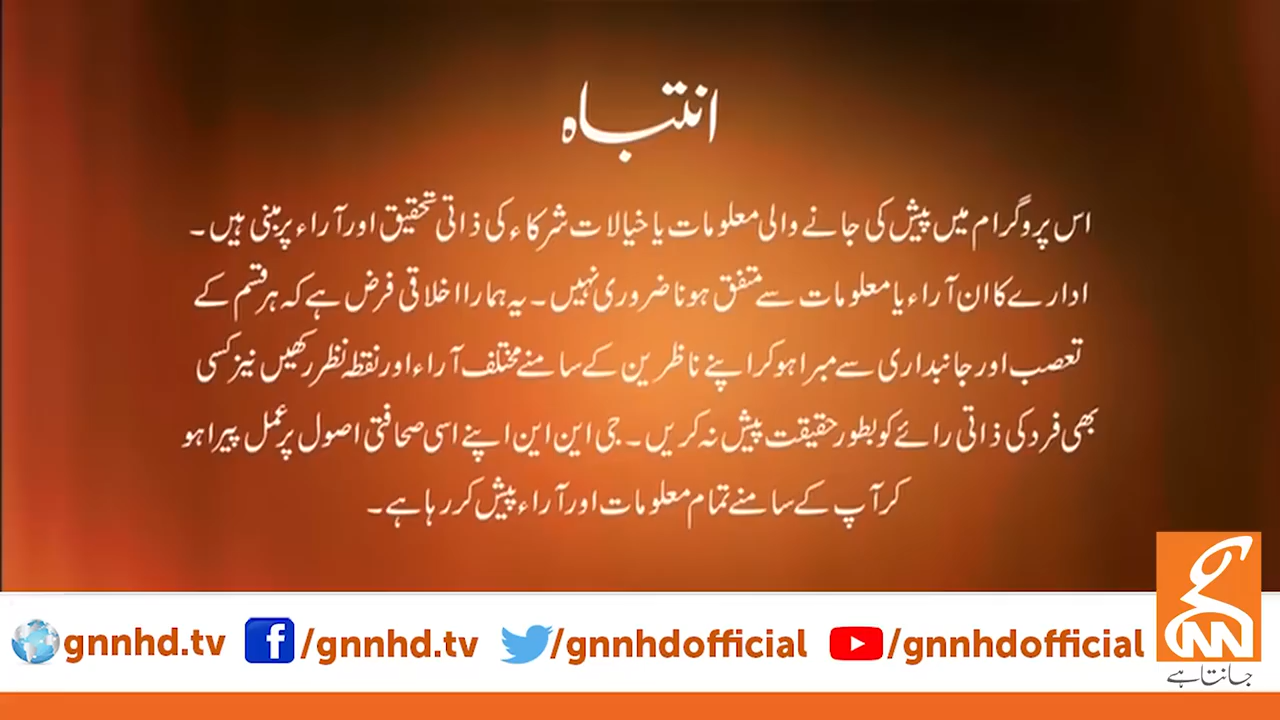 انتباہ
اس پروگرام میں پیش کی جانے والی معلومات یا خیالات شرکاء کی ذاتی تحقیق اور آراء پر مبنی ہیں۔
ادارے کا ان آراء یا معلومات سے متفق ہونا ضروری نہیں۔ یہ ہمارا اخلاقی فرض ہے کہ ہر قسم کے
تعصب اور جانبداری سے مبرا ہو کر اپنے ناظرین کے سامنے مختلف آراء اور نقطہ نظر رکھیں نیز کسی
بھی فرد کی ذاتی رائے کو بطور حقیقت پیش نہ کریں۔ جی این این اپنے اسی صحافتی اصول پر عمل پیرا ہو
کر آپ کے سامنے تمام معلومات اور آراء پیش کر رہا ہے۔
gnnhd.tv /gnnhd.tv /gnnhdofficial /gnnhdofficial
GNN
جانتا ہے